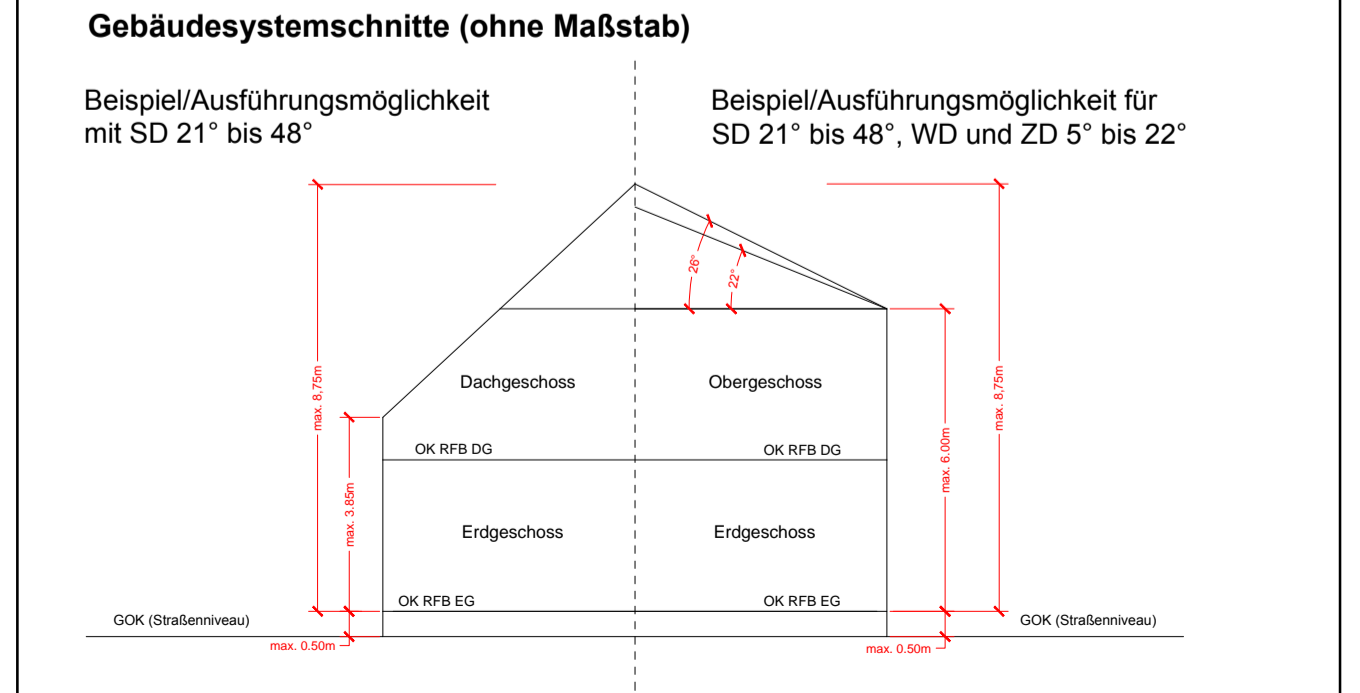 Gebäudesystemschnitte (ohne Maßstab)
Beispiel/Ausführungsmöglichkeit
mit SD 21° bis 48°
Beispiel/Ausführungsmöglichkeit für
SD 21° bis 48°, WD und ZD 5° bis 22°
26°
22°
max. 8,75m
max. 3.85m
Dachgeschoss
Obergeschoss
max. 8,75m
max. 6.00m
OK RFB DG
OK RFB DG
Erdgeschoss
Erdgeschoss
OK RFB EG
OK RFB EG
GOK (Straßenniveau)
GOK (Straßenniveau)
max. 0.50m
max. 0.50m